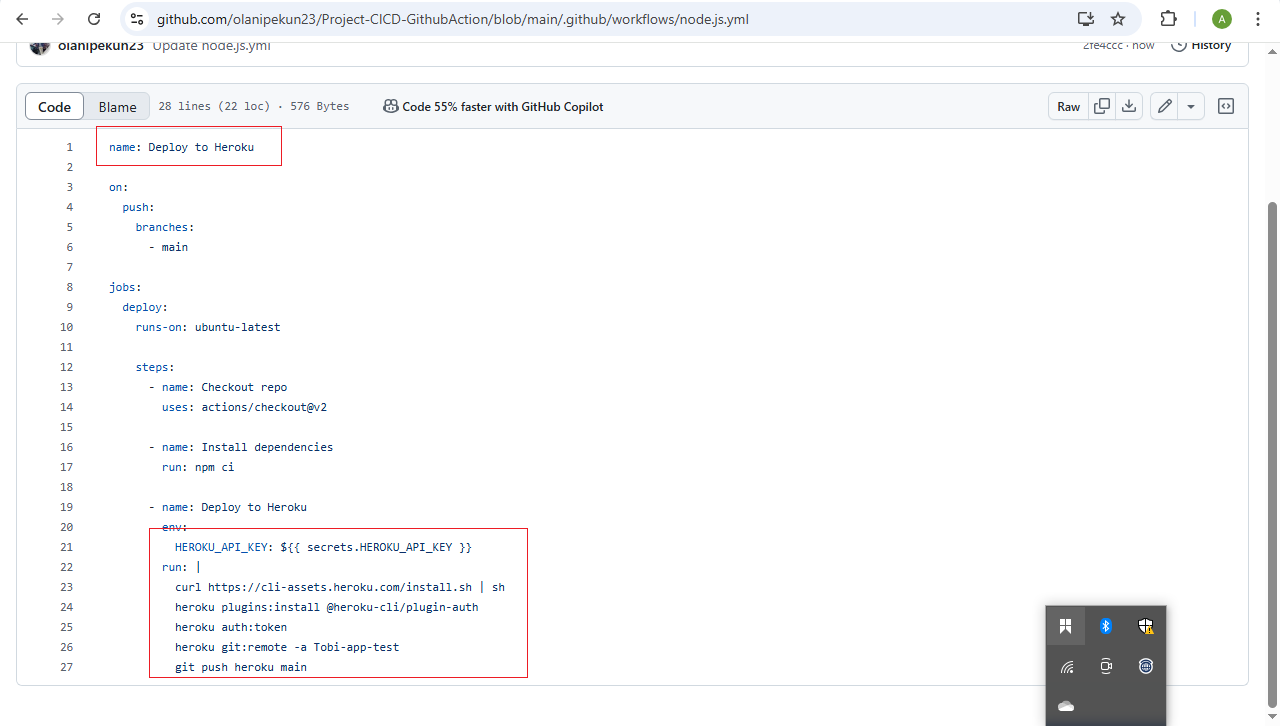 github.com/olanipekun23/Project-CICD-GithubAction/blob/main/.github/workflows/node.js.yml
A
olanipekun23 Update node.js.yml
2fe4ccc · now History
Code Blame 28 lines (22 loc) · 576 Bytes Code 55% faster with GitHub Copilot Raw
1 name: Deploy to Heroku
2
3 on:
4 push:
5 branches:
6 - main
7
8 jobs:
9 deploy:
10 runs-on: ubuntu-latest
11
12 steps:
13 - name: Checkout repo
14 uses: actions/checkout@v2
15
16 - name: Install dependencies
17 run: npm ci
18
19 - name: Deploy to Heroku
20 env:
21 HEROKU_API_KEY: ${{ secrets.HEROKU_API_KEY }}
22 run: |
23 curl https://cli-assets.heroku.com/install.sh | sh
24 heroku plugins:install @heroku-cli/plugin-auth
25 heroku auth:token
26 heroku git:remote -a Tobi-app-test
27 git push heroku main